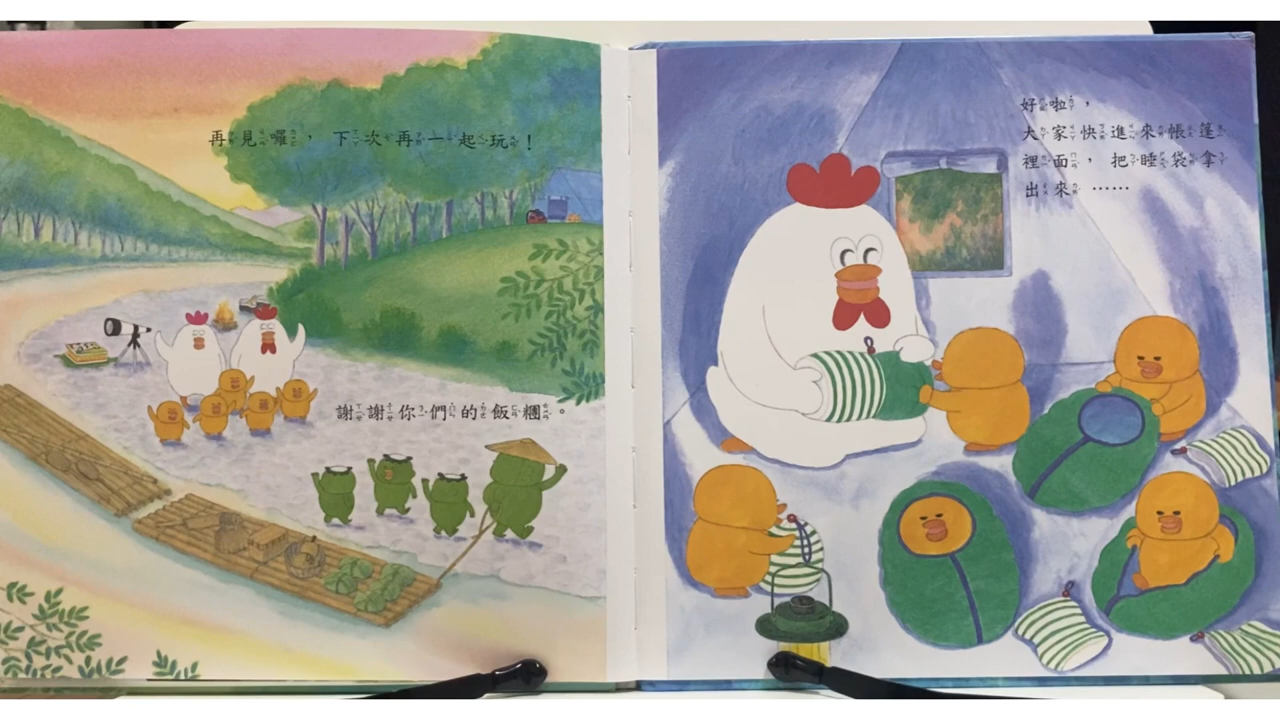 再見囉，下次再一起玩！
謝謝你們的飯糰。
好啦，
大家快進來帳篷
裡面，把睡袋拿
出來……